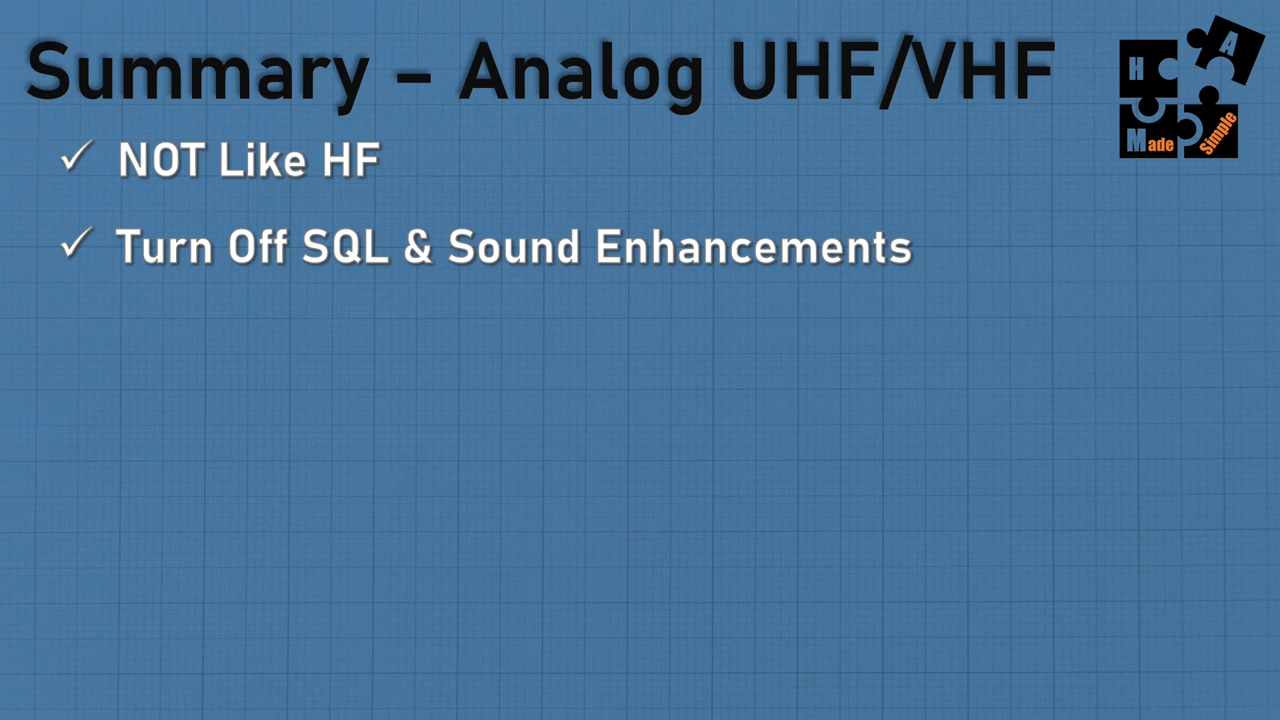 Summary – Analog UHF/VHF
✓ NOT Like HF
✓ Turn Off SQL & Sound Enhancements
H A
Made Simple